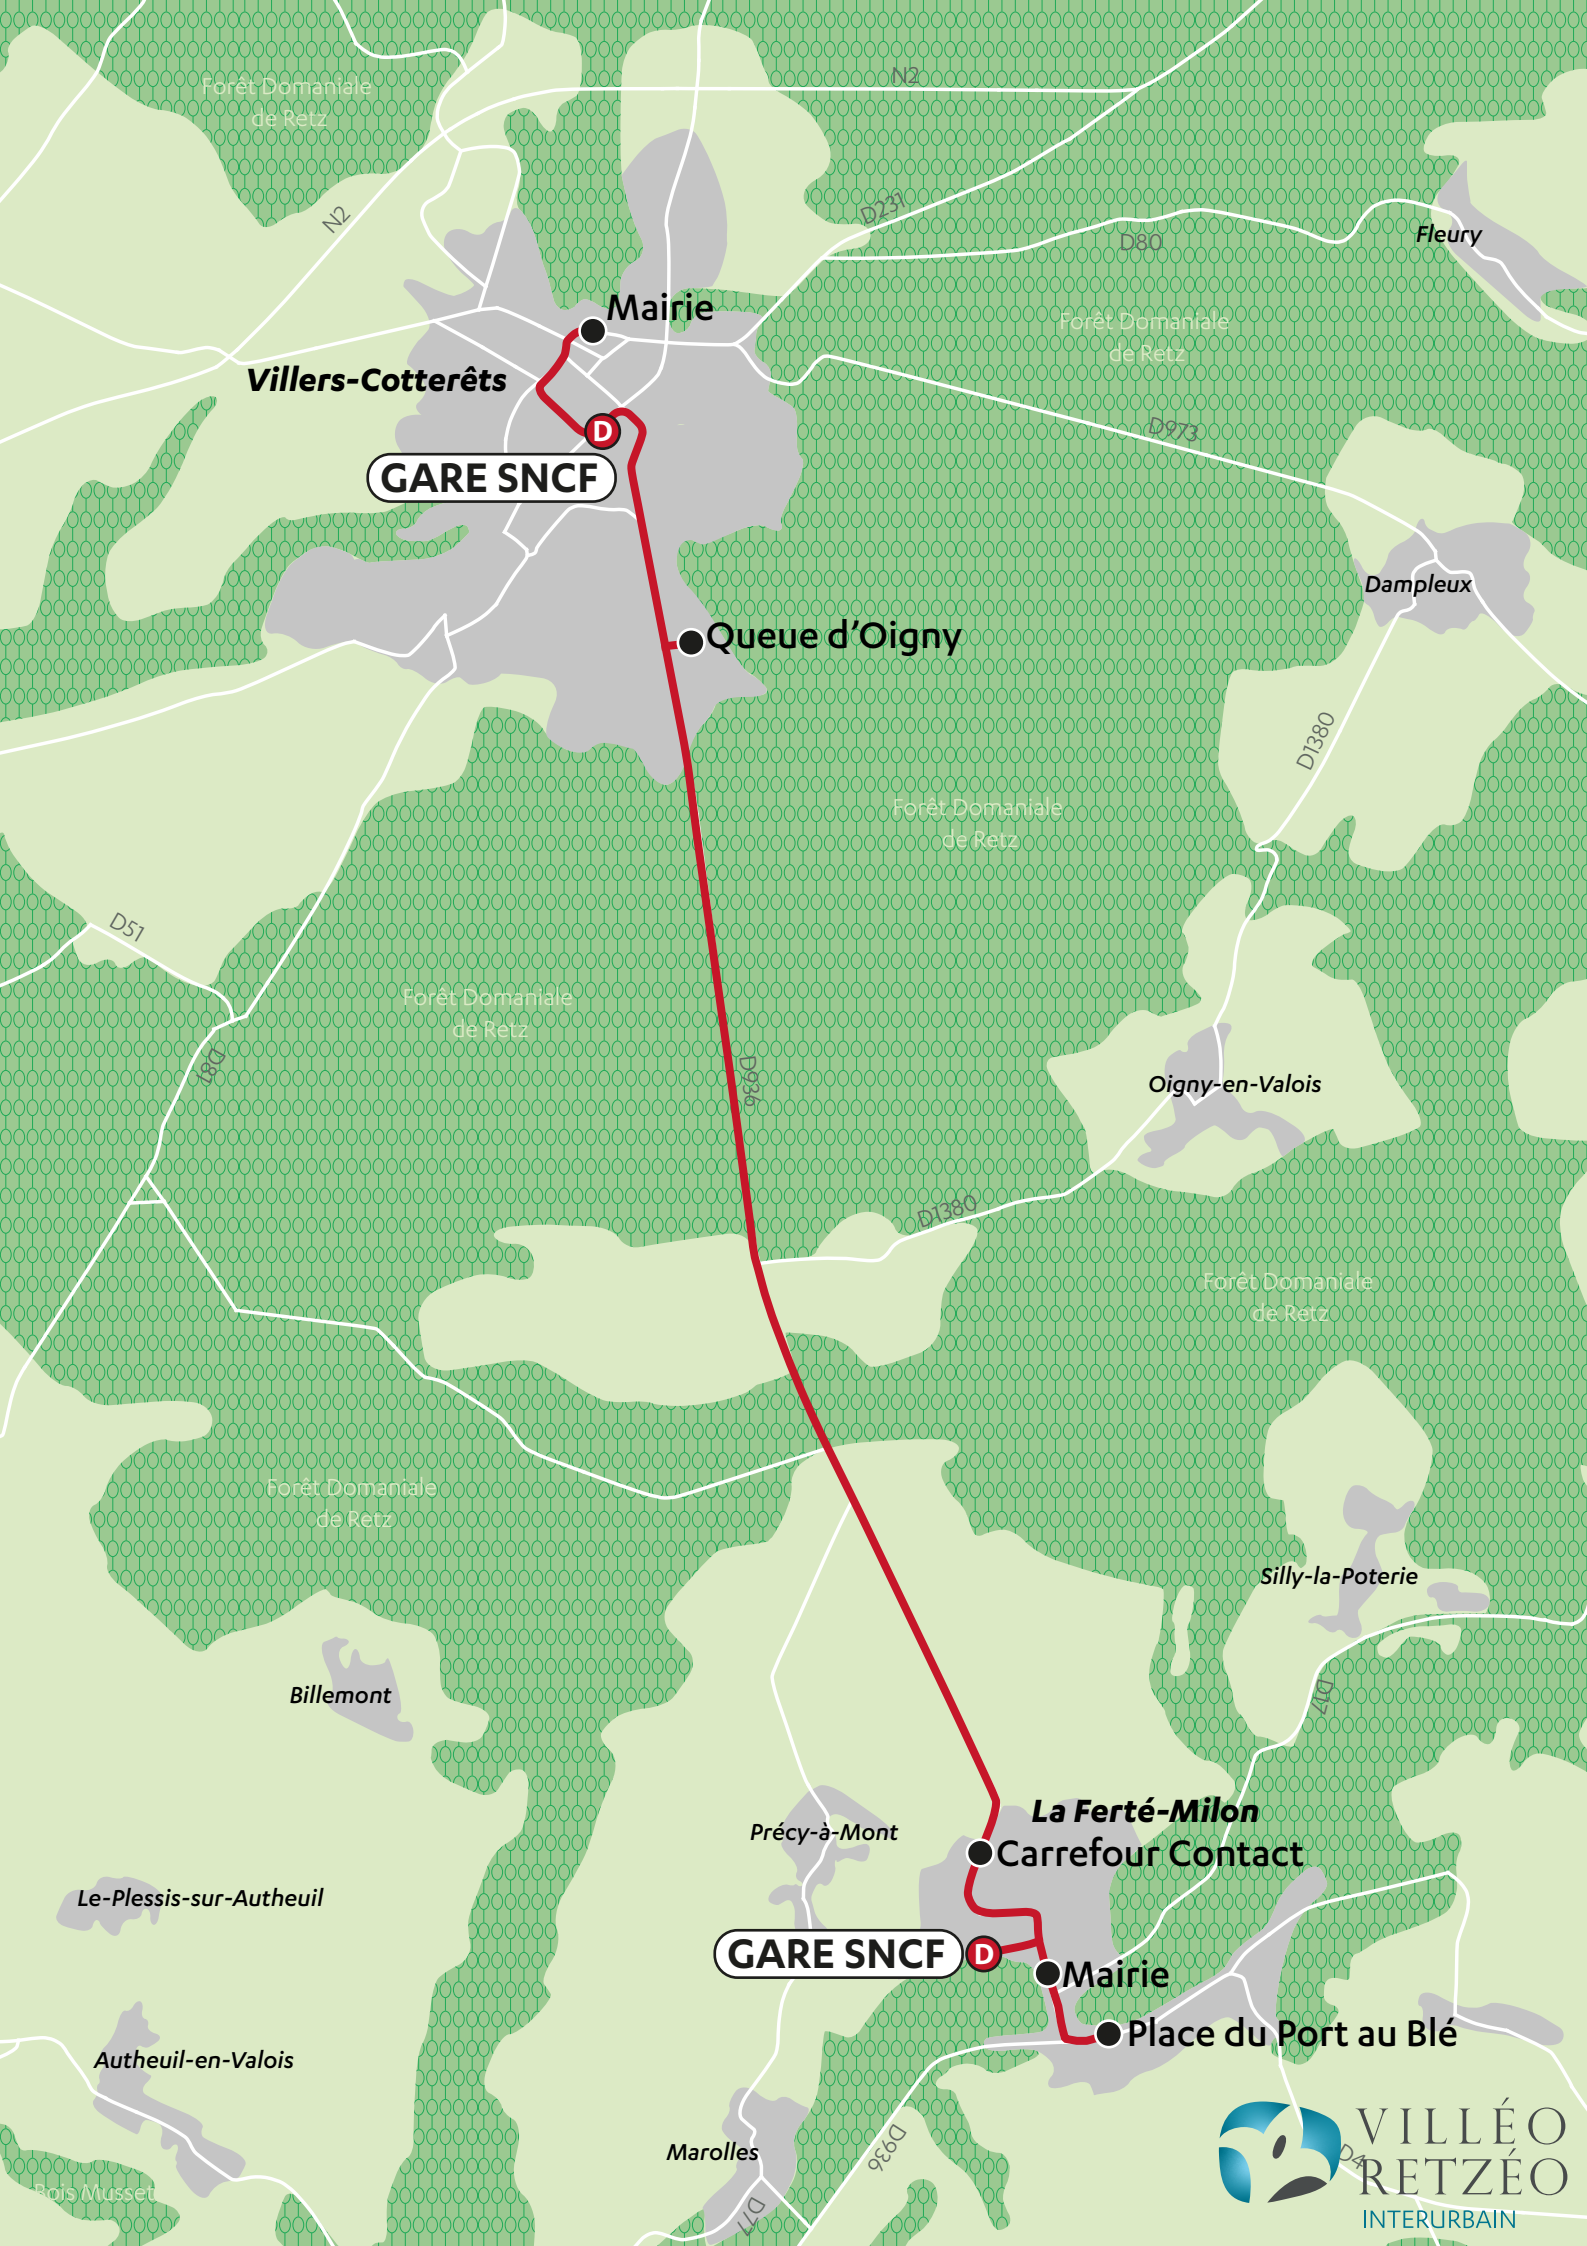 Forêt Domaniale
de Retz
N2
N2
D231
D80
Fleury
Mairie
Forêt Domaniale
de Retz
Villers-Cotterêts
D
GARE SNCF
D973
Dampleux
Queue d'Oigny
D1380
Forêt Domaniale
de Retz
D51
Forêt Domaniale
de Retz
D81
D936
Oigny-en-Valois
D1380
Forêt Domaniale
de Retz
Forêt Domaniale
de Retz
Silly-la-Poterie
Billemont
D17
La Ferté-Milon
Précy-à-Mont
Carrefour Contact
Le-Plessis-sur-Autheuil
GARE SNCF
D
Mairie
Place du Port au Blé
Autheuil-en-Valois
Marolles
D936
Bois Musset
D77
D4
VILLÉO
RETZÉO
INTERURBAIN